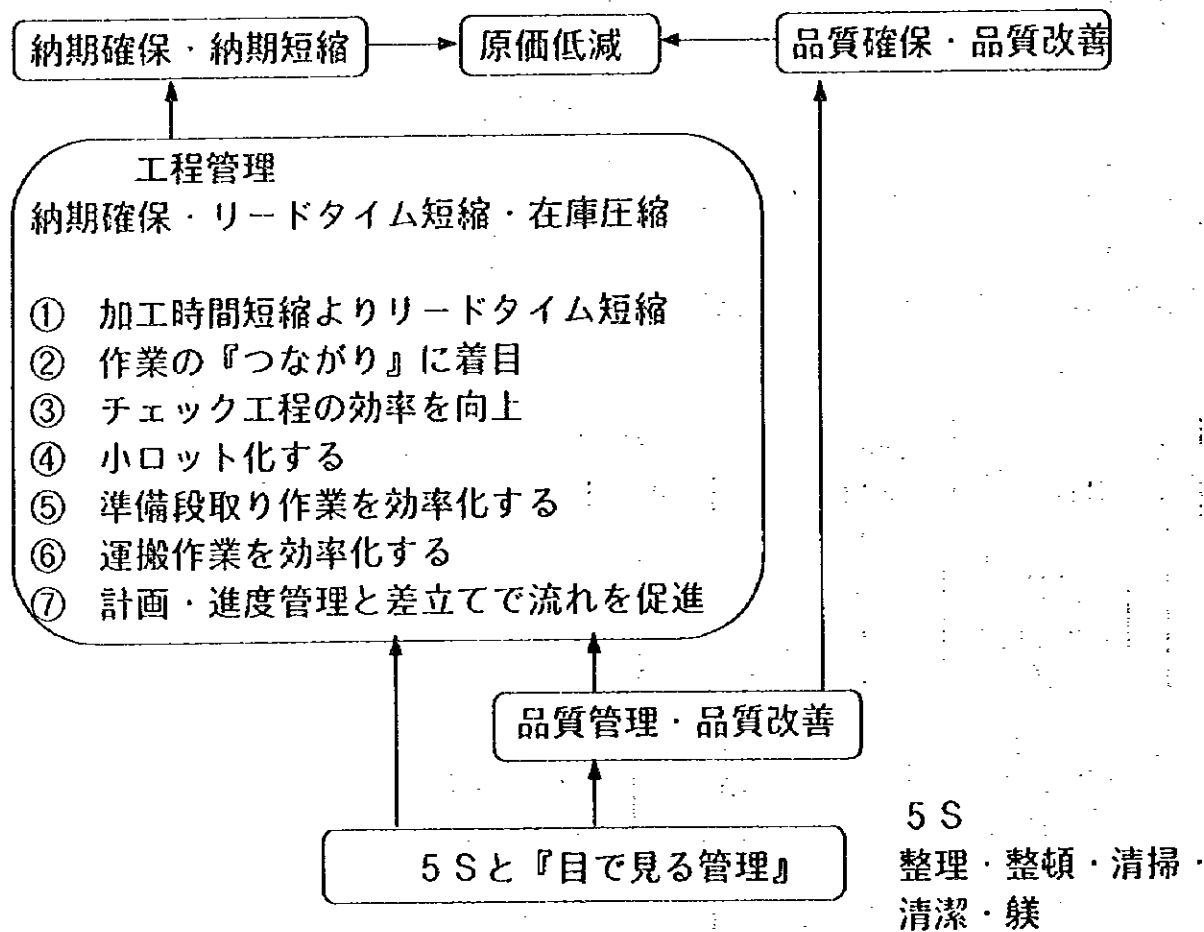 納期確保・納期短縮
原価低減
品質確保・品質改善
工程管理
納期確保・リードタイム短縮・在庫圧縮
① 加工時間短縮よりリードタイム短縮
② 作業の『つながり』に着目
③ チェック工程の効率を向上
④ 小ロット化する
⑤ 準備段取り作業を効率化する
⑥ 運搬作業を効率化する
⑦ 計画・進度管理と差立てで流れを促進
品質管理・品質改善
5Sと『目で見る管理』
5S
整理・整頓・清掃・
清潔・躾